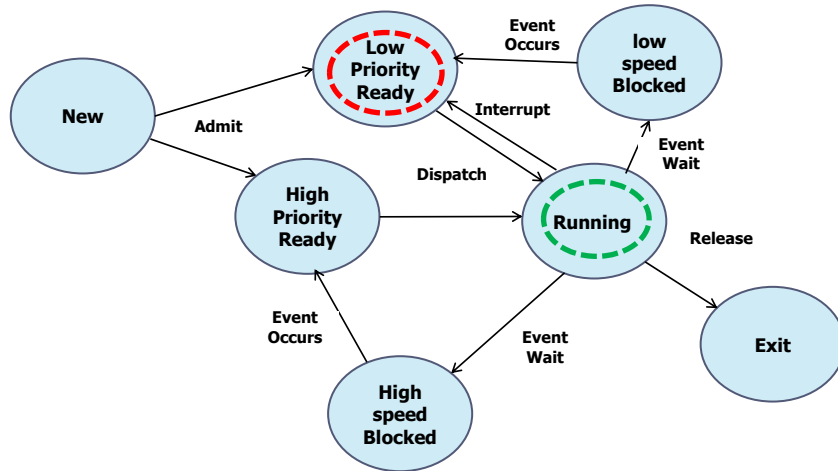 Low
Priority
Ready
Event
Occurs
low
speed
Blocked
New
Admit
Interrupt
Event
Wait
Dispatch
High
Priority
Ready
Running
Release
Event
Occurs
Event
Wait
Exit
High
speed
Blocked